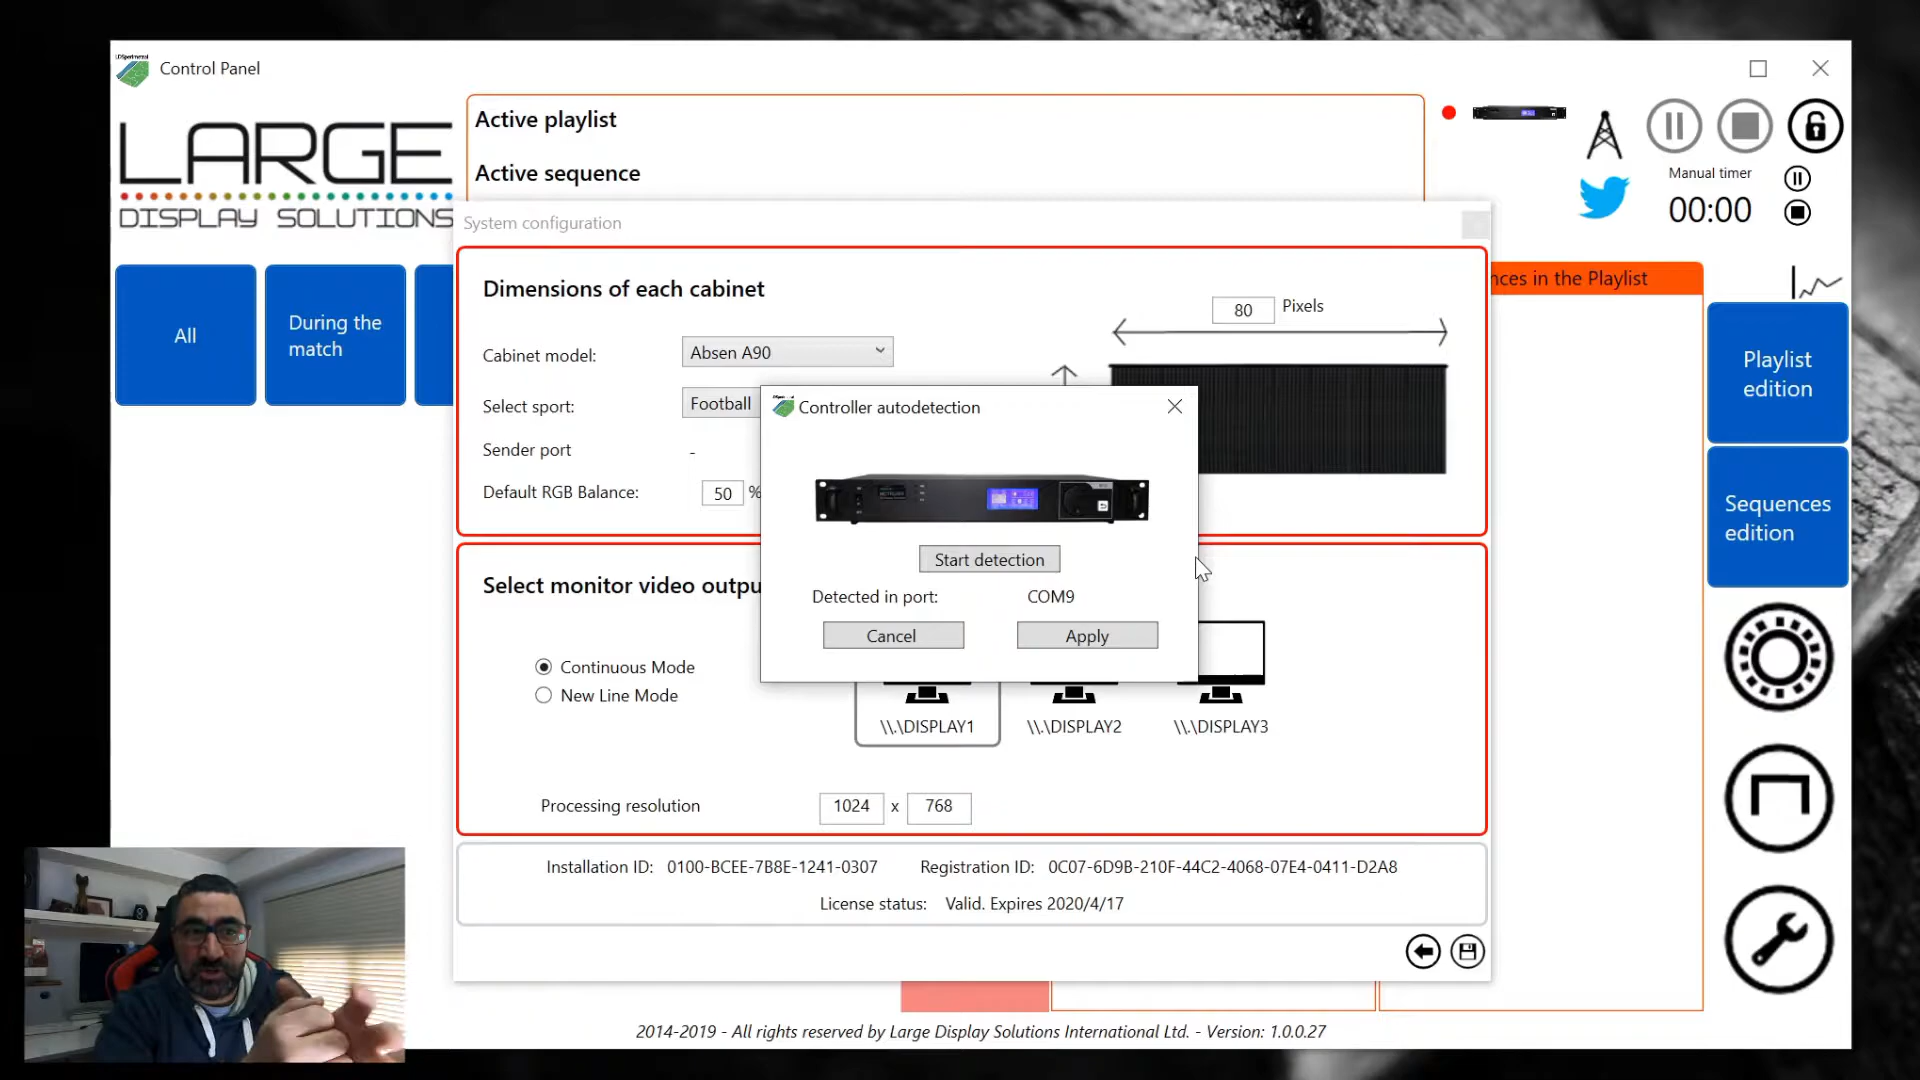 Control Panel
LARGE
DISPLAY SOLUTIONS
Active playlist
Active sequence
Manual timer
00:00
System configuration
Dimensions of each cabinet
80 Pixels
Cabinet model: Absen A90
Select sport: Football
Sender port -
Default RGB Balance: 50 %
All
During the
match
nces in the Playlist
Playlist
edition
Sequences
edition
Controller autodetection
Start detection
Detected in port: COM9
Cancel Apply
Select monitor video outpu
Continuous Mode
New Line Mode
\\.\DISPLAY1 \\.\DISPLAY2 \\.\DISPLAY3
Processing resolution 1024 x 768
Installation ID: 0100-BCEE-7B8E-1241-0307 Registration ID: 0C07-6D9B-210F-44C2-4068-07E4-0411-D2A8
License status: Valid. Expires 2020/4/17
2014-2019 - All rights reserved by Large Display Solutions International Ltd. - Version: 1.0.0.27